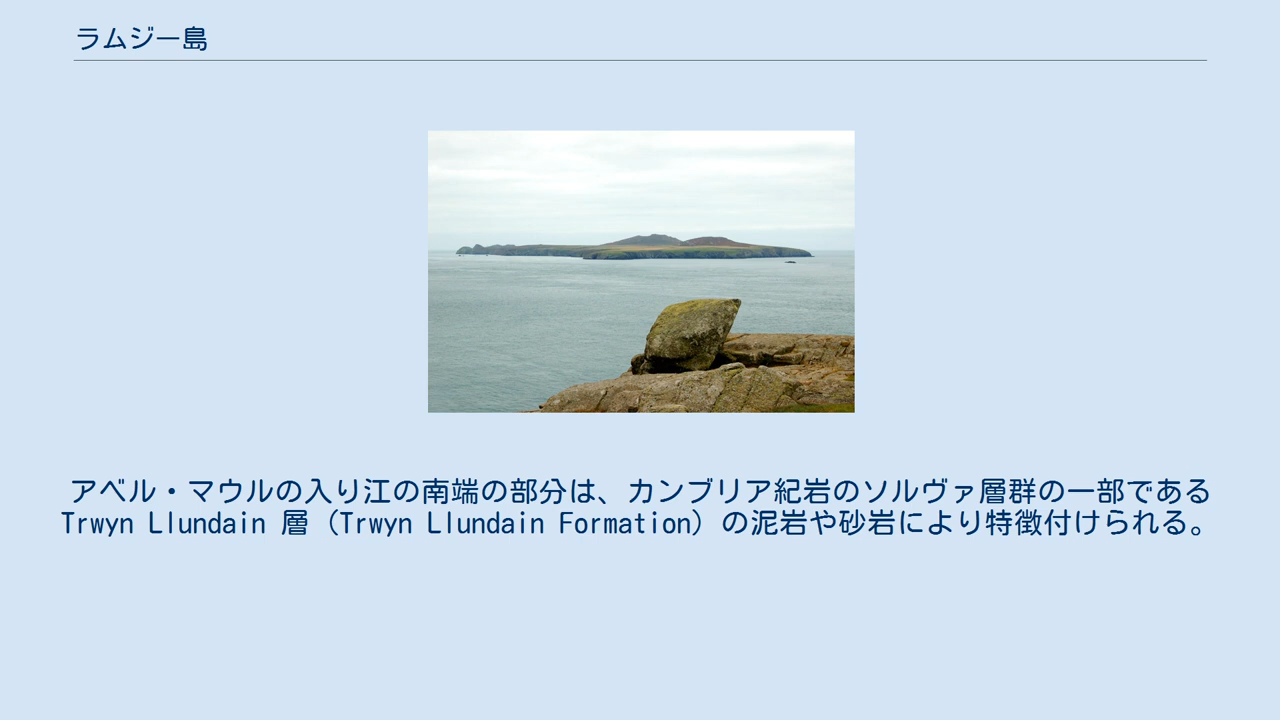 ラムジー島
アベル・マウルの入り江の南端の部分は、カンブリア紀岩のソルヴァ層群の一部である
Trwyn Llundain 層（Trwyn Llundain Formation）の泥岩や砂岩により特徴付けられる。